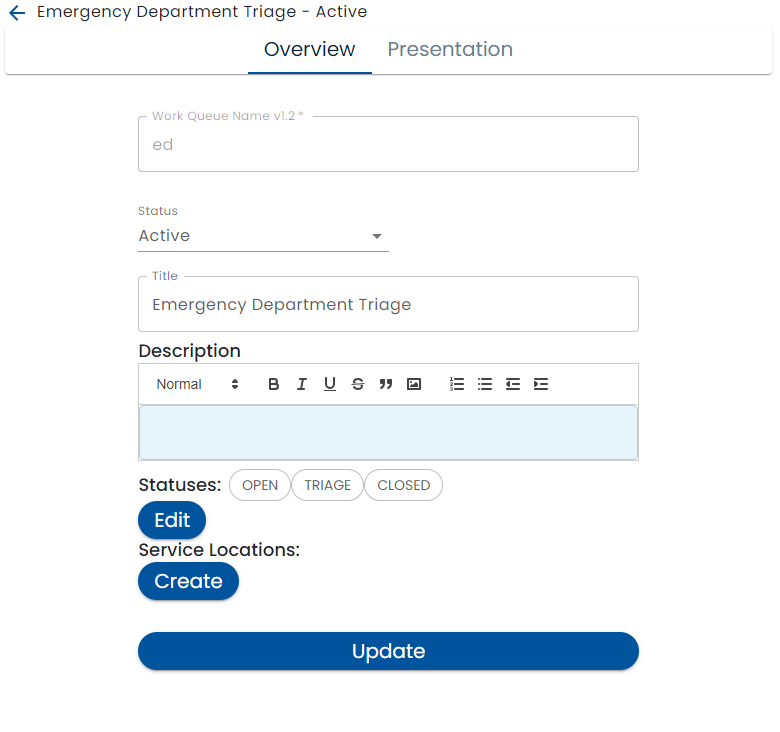 Emergency Department Triage - Active
Overview Presentation
Work Queue Name v1.2 *
ed
Status
Active
Title
Emergency Department Triage
Description
Normal B I U S
Statuses: OPEN TRIAGE CLOSED
Edit
Service Locations:
Create
Update